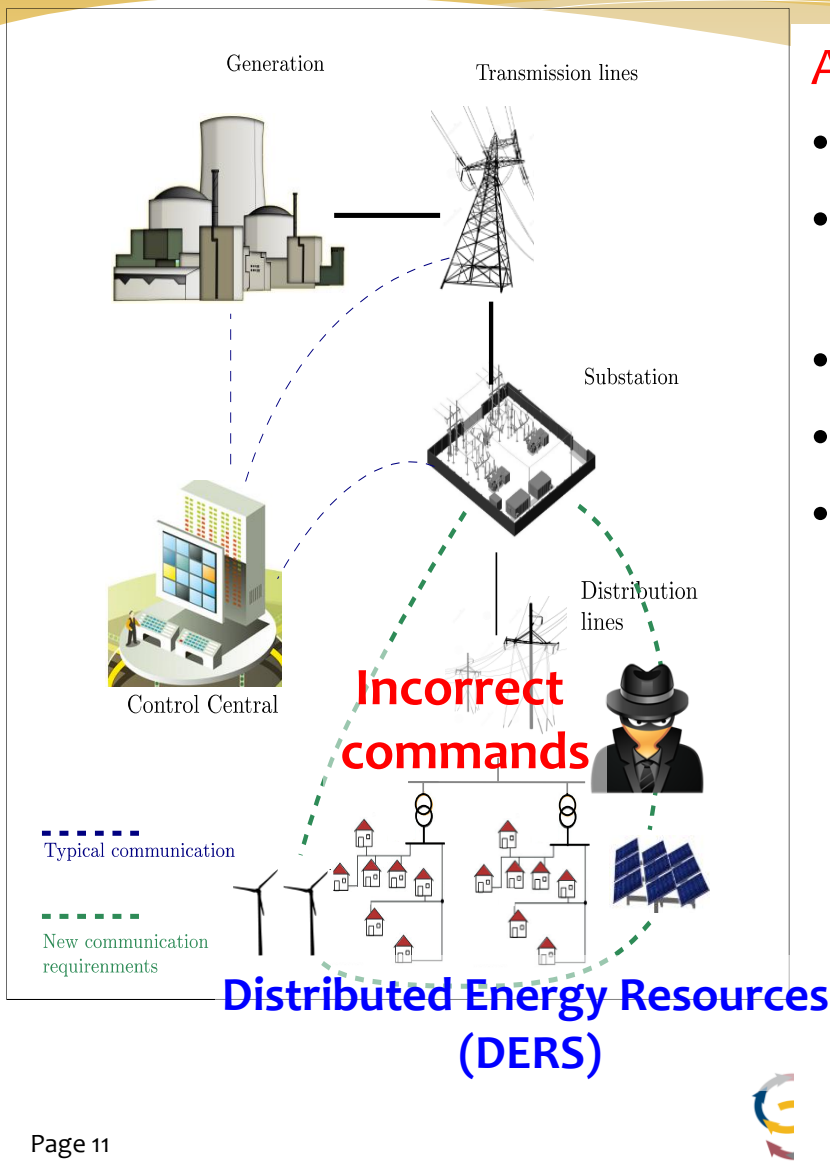 Generation
Transmission lines
A
Substation
Distribution
lines
Incorrect
commands
Control Central
Typical communication
New communication
requirenments
Distributed Energy Resources
(DERS)
Page 11